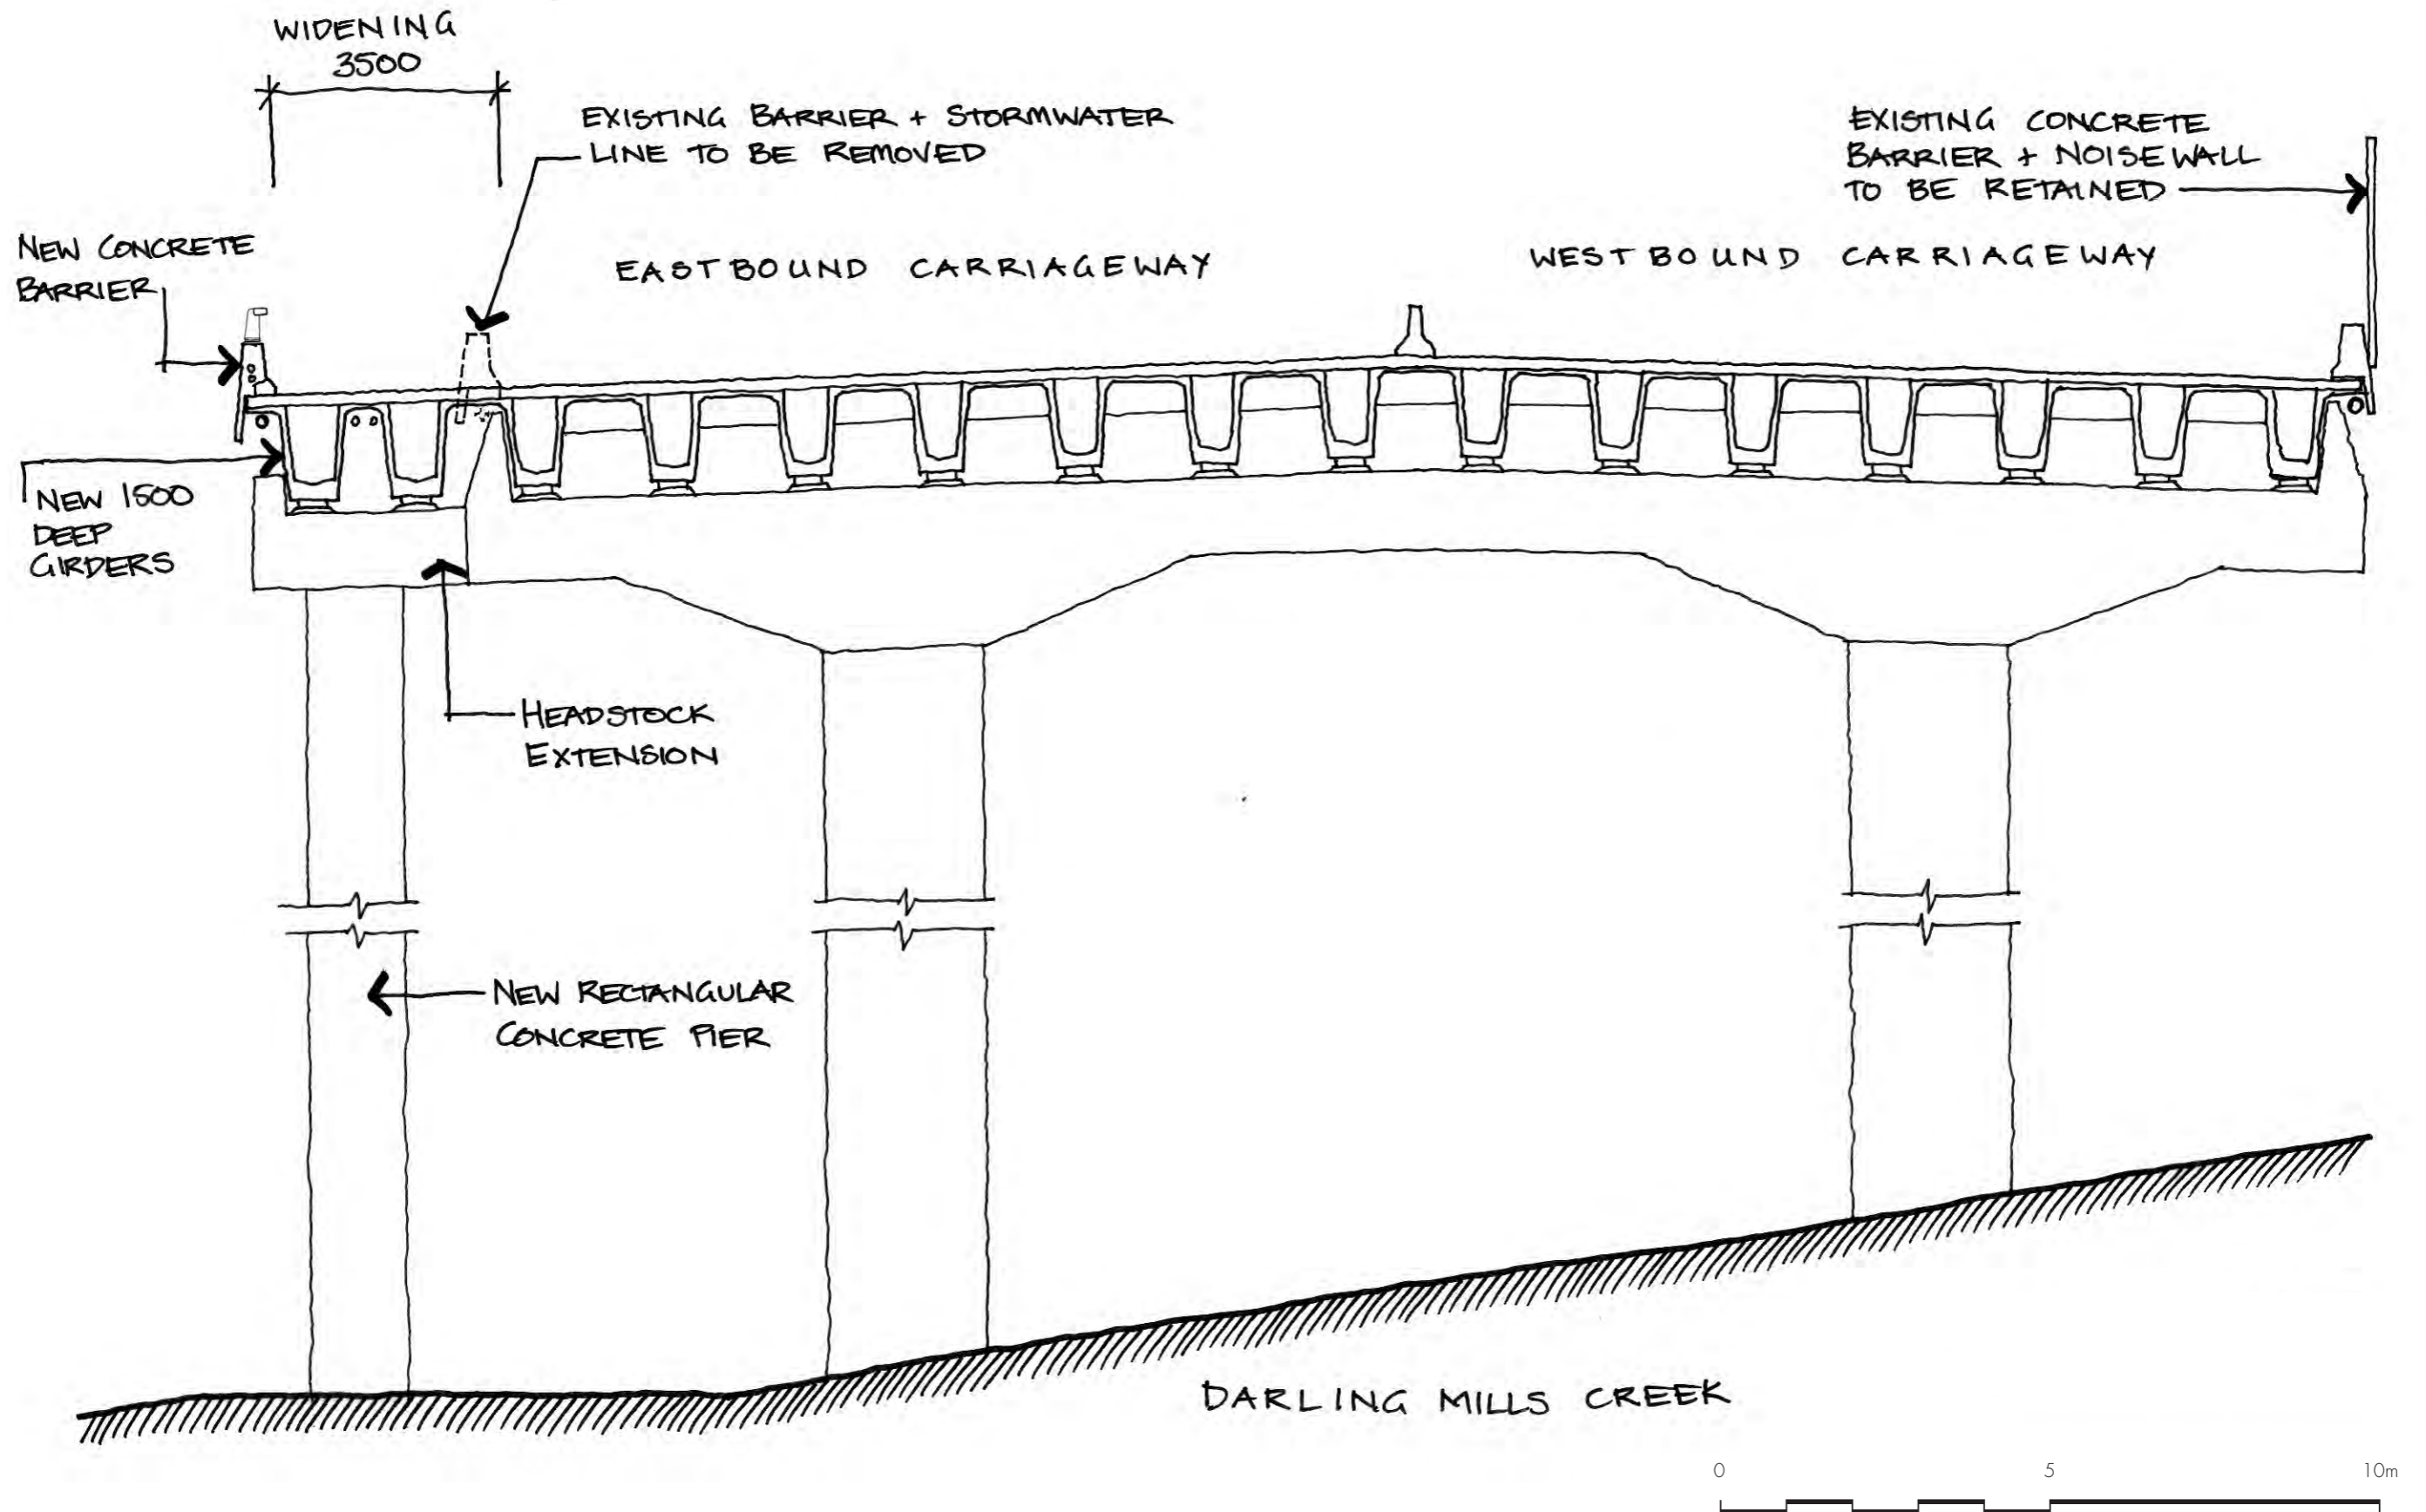 WIDENING
3500
EXISTING BARRIER + STORMWATER
LINE TO BE REMOVED
EXISTING CONCRETE
BARRIER + NOISEWALL
TO BE RETAINED
NEW CONCRETE
BARRIER
EASTBOUND CARRIAGEWAY
WESTBOUND CARRIAGEWAY
NEW 1500
DEEP
GIRDERS
HEADSTOCK
EXTENSION
NEW RECTANGULAR
CONCRETE PIER
DARLING MILLS CREEK
0 5 10m